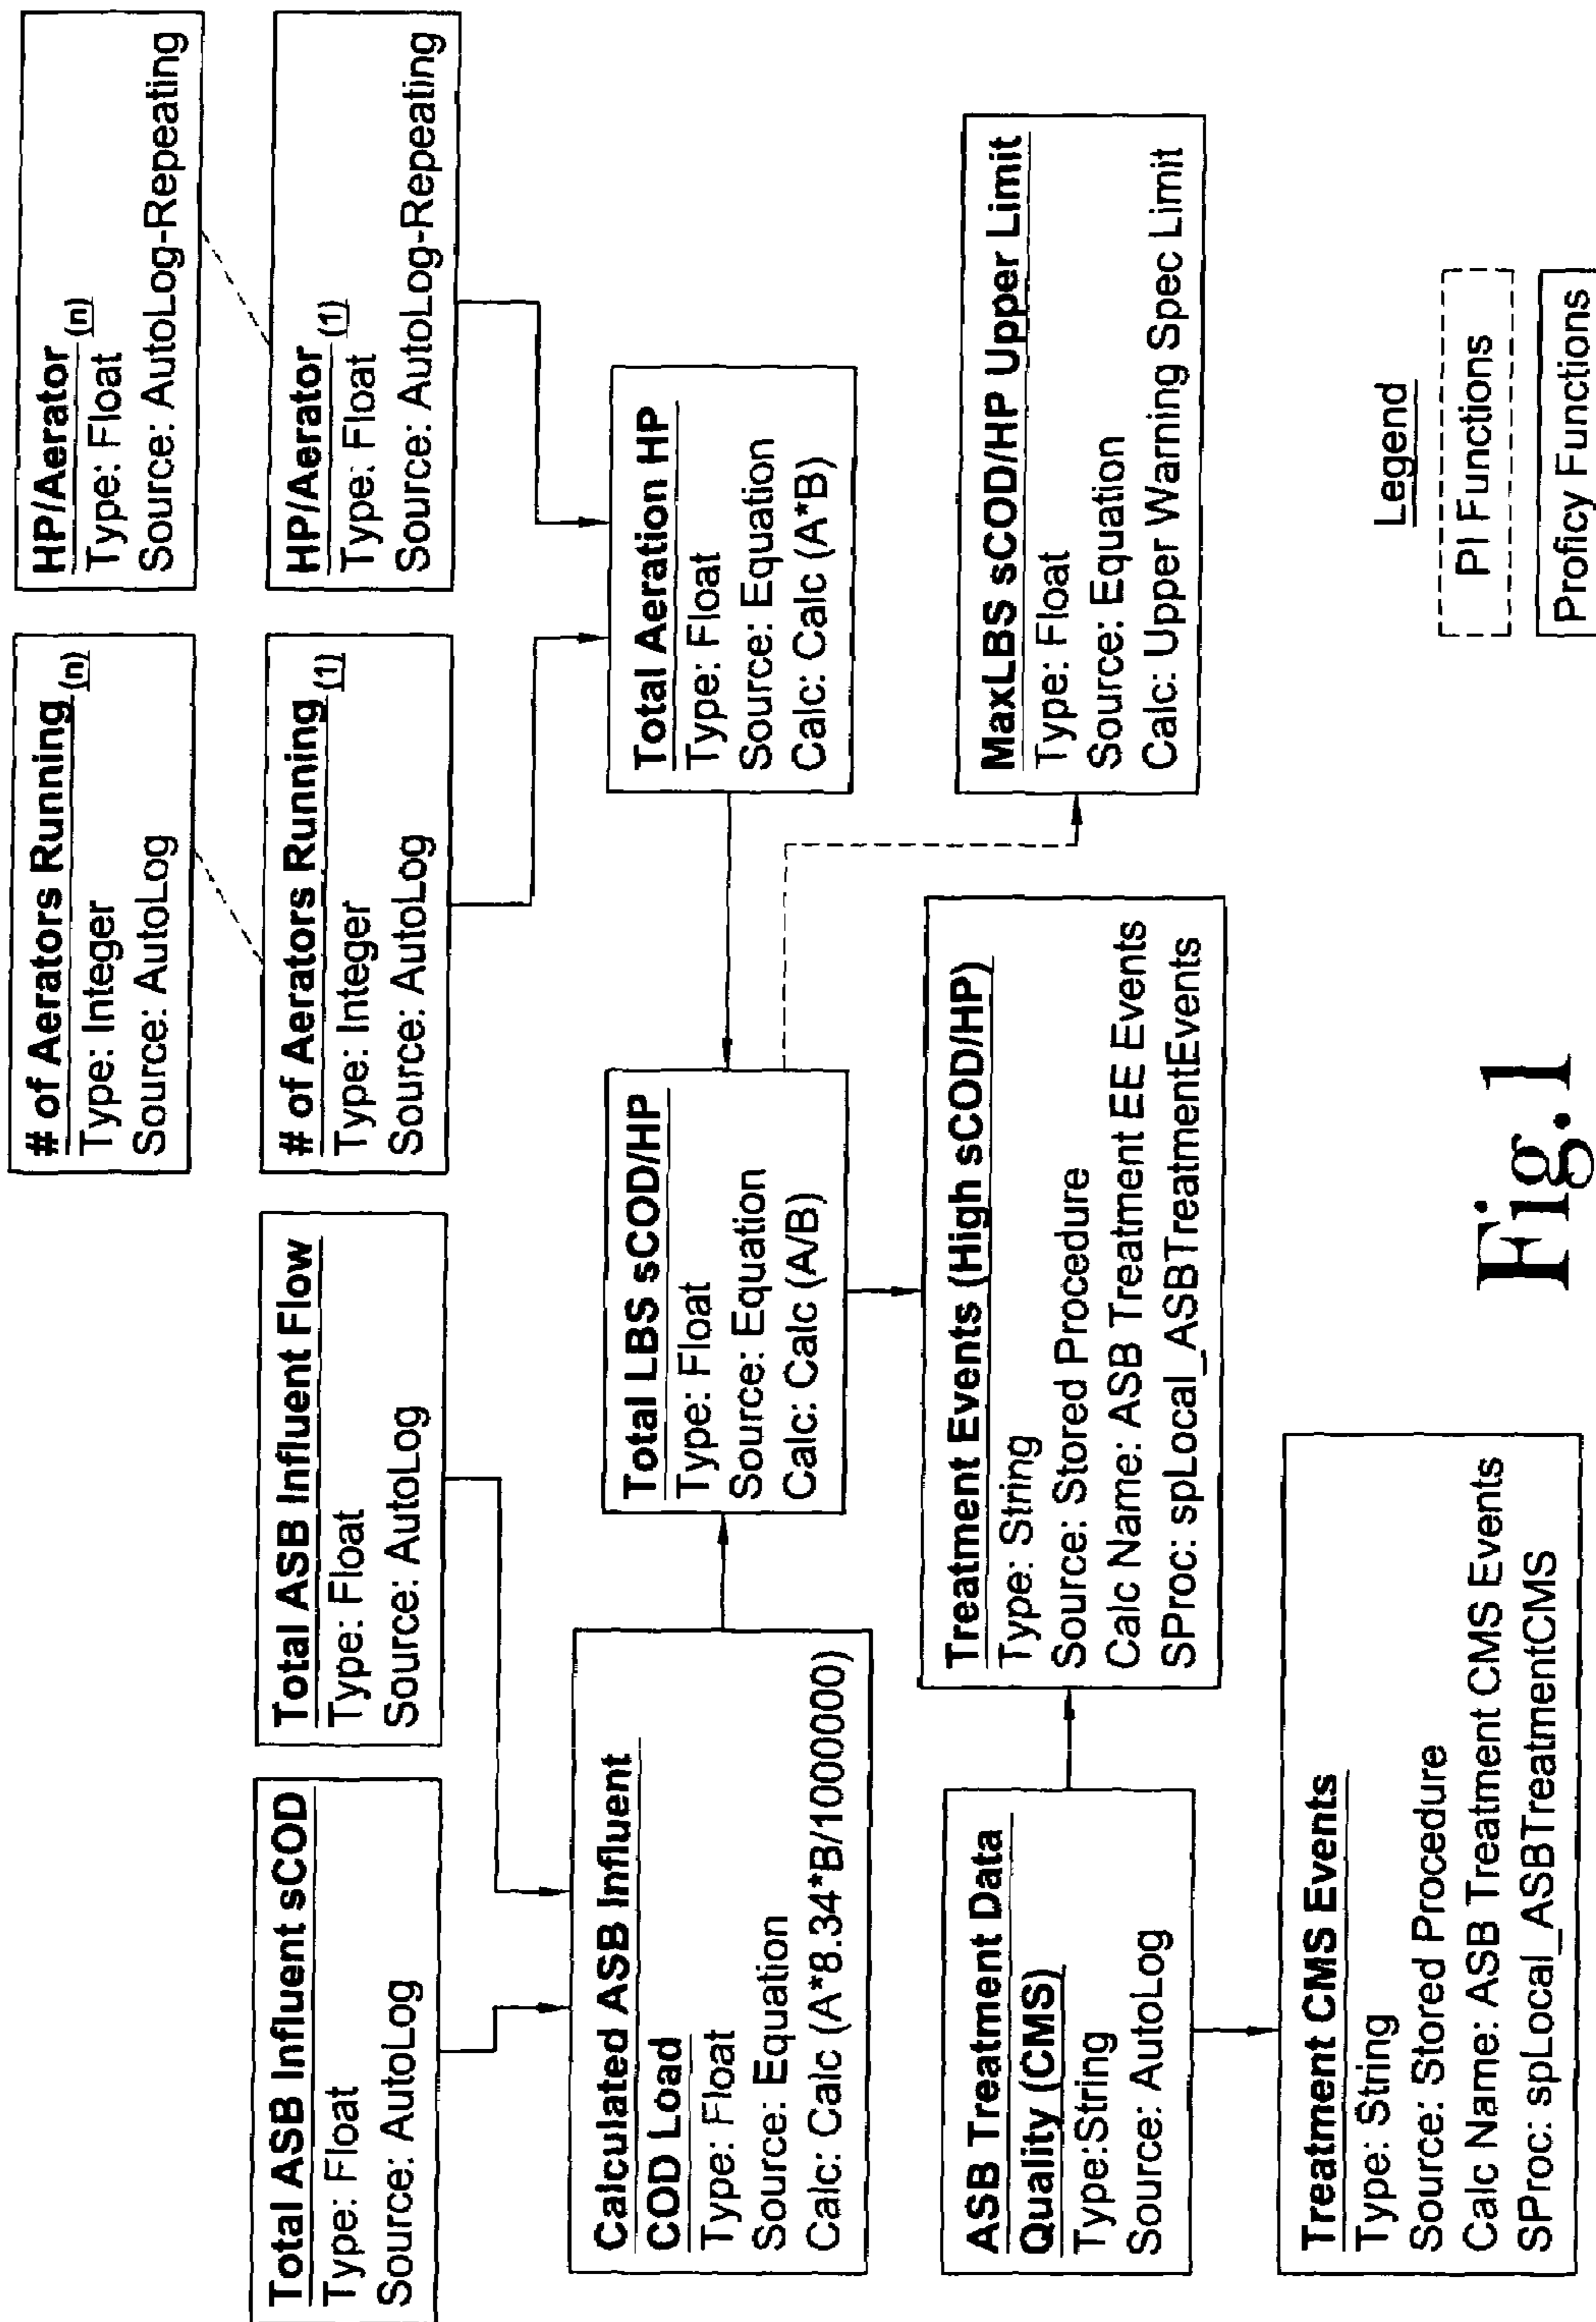 # of Aerators Running (n)
Type: Integer
Source: AutoLog
HP/Aerator (n)
Type: Float
Source: AutoLog-Repeating
Total ASB Influent sCOD
Type: Float
Source: AutoLog
Total ASB Influent Flow
Type: Float
Source: AutoLog
# of Aerators Running (1)
Type: Integer
Source: AutoLog
HP/Aerator (1)
Type: Float
Source: AutoLog-Repeating
Calculated ASB Influent
COD Load
Type: Float
Source: Equation
Calc: Calc (A*8.34*B/1000000)
Total LBS sCOD/HP
Type: Float
Source: Equation
Calc: Calc (A/B)
Total Aeration HP
Type: Float
Source: Equation
Calc: Calc (A*B)
ASB Treatment Data
Quality (CMS)
Type:String
Source: AutoLog
Treatment Events (High sCOD/HP)
Type: String
Source: Stored Procedure
Calc Name: ASB Treatment EE Events
SProc: spLocal_ASBTreatmentEvents
MaxLBS sCOD/HP Upper Limit
Type: Float
Source: Equation
Calc: Upper Warning Spec Limit
Treatment CMS Events
Type: String
Source: Stored Procedure
Calc Name: ASB Treatment CMS Events
SProc: spLocal_ASBTreatmentCMS
Legend
PI Functions
Proficy Functions
Fig.1